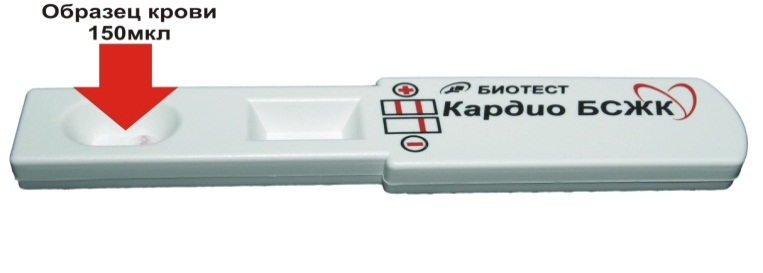 Образец крови
150мкл
БИОТЕСТ
Кардио БСЖК